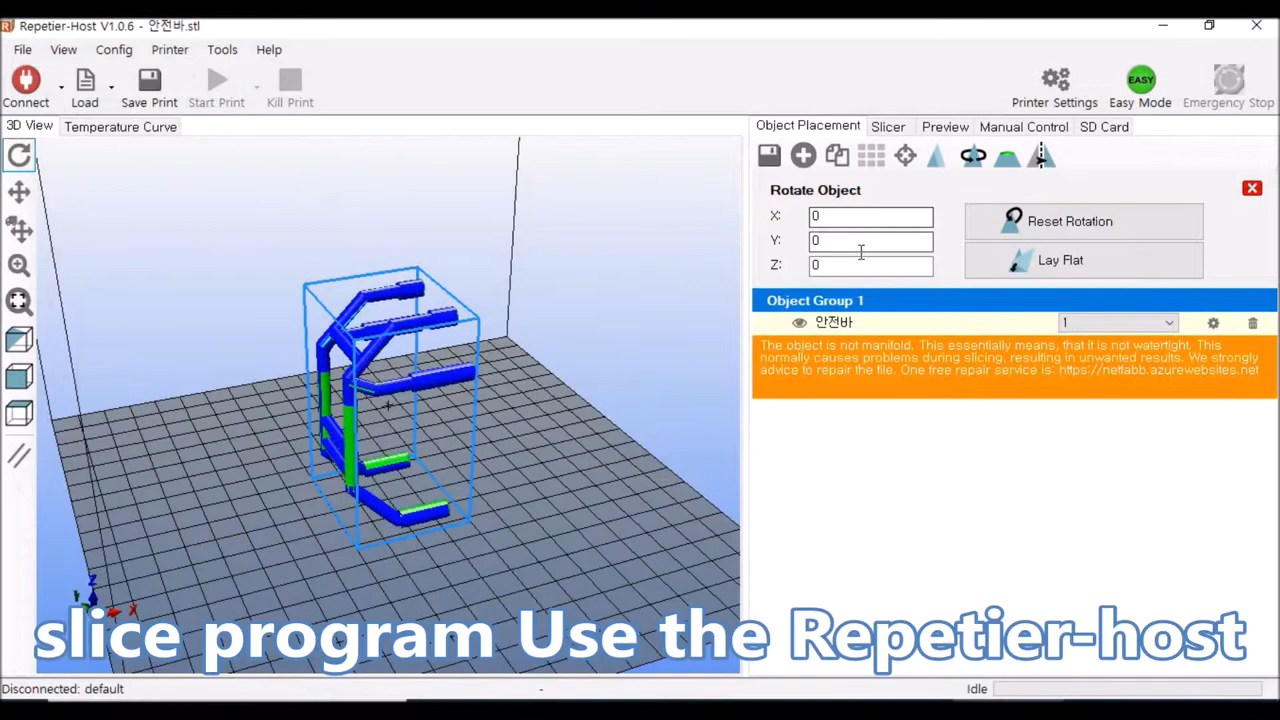 Repetier-Host V1.0.6 - 안전바.stl
File View Config Printer Tools Help
Connect Load Save Print Start Print Kill Print Printer Settings EASY Easy Mode Emergency Stop
3D View Temperature Curve
Object Placement Slicer Preview Manual Control SD Card
Rotate Object
X: 0
Reset Rotation
Y: 0
Z: 0
Lay Flat
Object Group 1
안전바 1
The object is not manifold. This essentially means, that it is not watertight. This
normally causes problems during slicing, resulting in unwanted results. We strongly
advice to repair the file. One free repair service is: https://netfabb.azurewebsites.net
Z
Y
X
slice program Use the Repetier-host
Disconnected: default - Idle